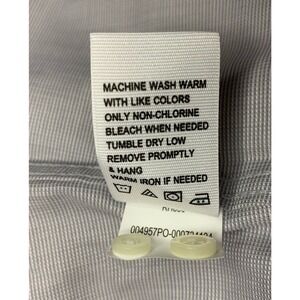 MACHINE WASH WARM
WITH LIKE COLORS
ONLY NON-CHLORINE
BLEACH WHEN NEEDED
TUMBLE DRY LOW
REMOVE PROMPTLY
& HANG
WARM IRON IF NEEDED